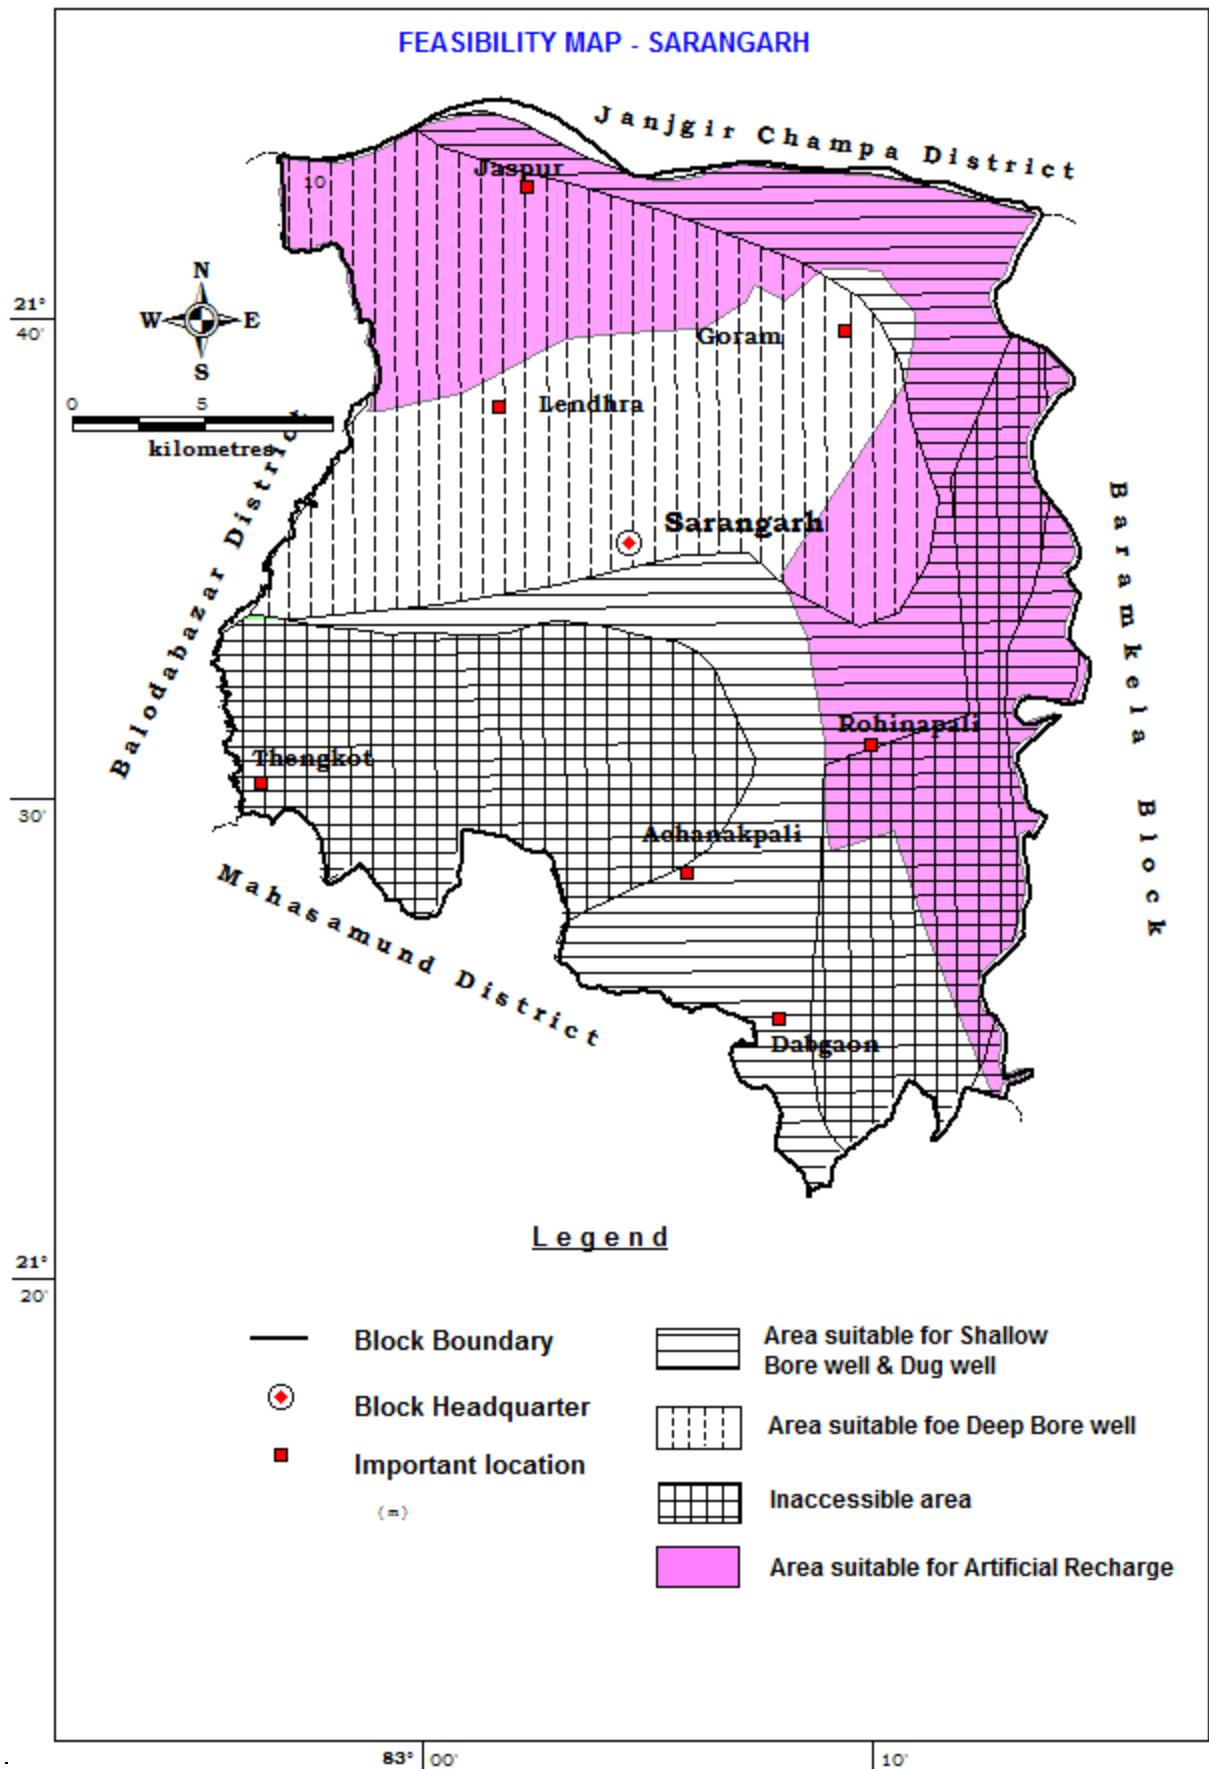 FEASIBILITY MAP - SARANGARH
Janjgir Champa District
Jaspur
10
N
W E
S
21°
40'
Goram
0 5
kilometres
Lendhra
Balodabazar District
Sarangarh
Baramkela Block
Rohinapali
Thengkot
30'
Aohanakpali
Mahasamund District
Dabgaon
Legend
21°
20'
Block Boundary
Area suitable for Shallow
Bore well & Dug well
Block Headquarter
Area suitable foe Deep Bore well
Important location
Inaccessible area
(m)
Area suitable for Artificial Recharge
83° 00' 10'